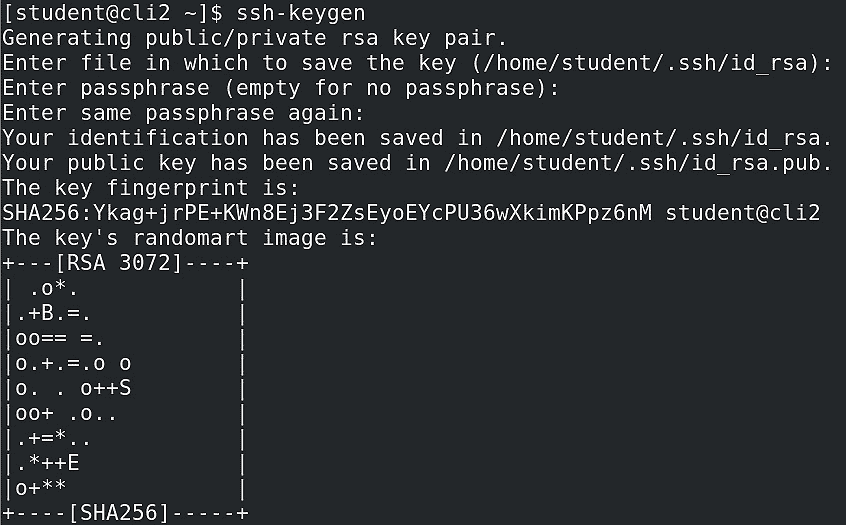 [student@cli2 ~]$ ssh-keygen
Generating public/private rsa key pair.
Enter file in which to save the key (/home/student/.ssh/id_rsa):
Enter passphrase (empty for no passphrase):
Enter same passphrase again:
Your identification has been saved in /home/student/.ssh/id_rsa.
Your public key has been saved in /home/student/.ssh/id_rsa.pub.
The key fingerprint is:
SHA256:Ykag+jrPE+KWn8Ej3F2ZsEyoEYcPU36wXkimKPpz6nM student@cli2
The key's randomart image is:
+---[RSA 3072]----+
| .o*.            |
|.+B.=.           |
|oo== =.          |
|o.+.=.o o        |
|o. . o++S        |
|oo+ .o..         |
|.+=*..           |
|.*++E            |
|o+**             |
+----[SHA256]-----+